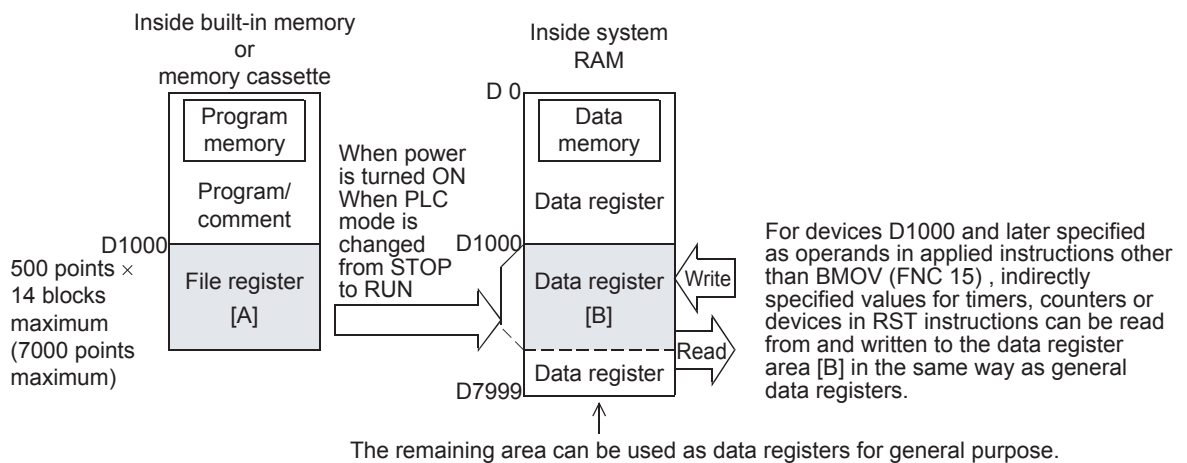 Inside built-in memory
or
memory cassette
Program
memory
Program/
comment
D1000
File register
[A]
500 points ×
14 blocks
maximum
(7000 points
maximum)
When power
is turned ON
When PLC
mode is
changed
from STOP
to RUN
Inside system
RAM
D 0
Data
memory
Data register
D1000
Data register
[B]
Data register
D7999
Write
Read
For devices D1000 and later specified
as operands in applied instructions other
than BMOV (FNC 15) , indirectly
specified values for timers, counters or
devices in RST instructions can be read
from and written to the data register
area [B] in the same way as general
data registers.
The remaining area can be used as data registers for general purpose.